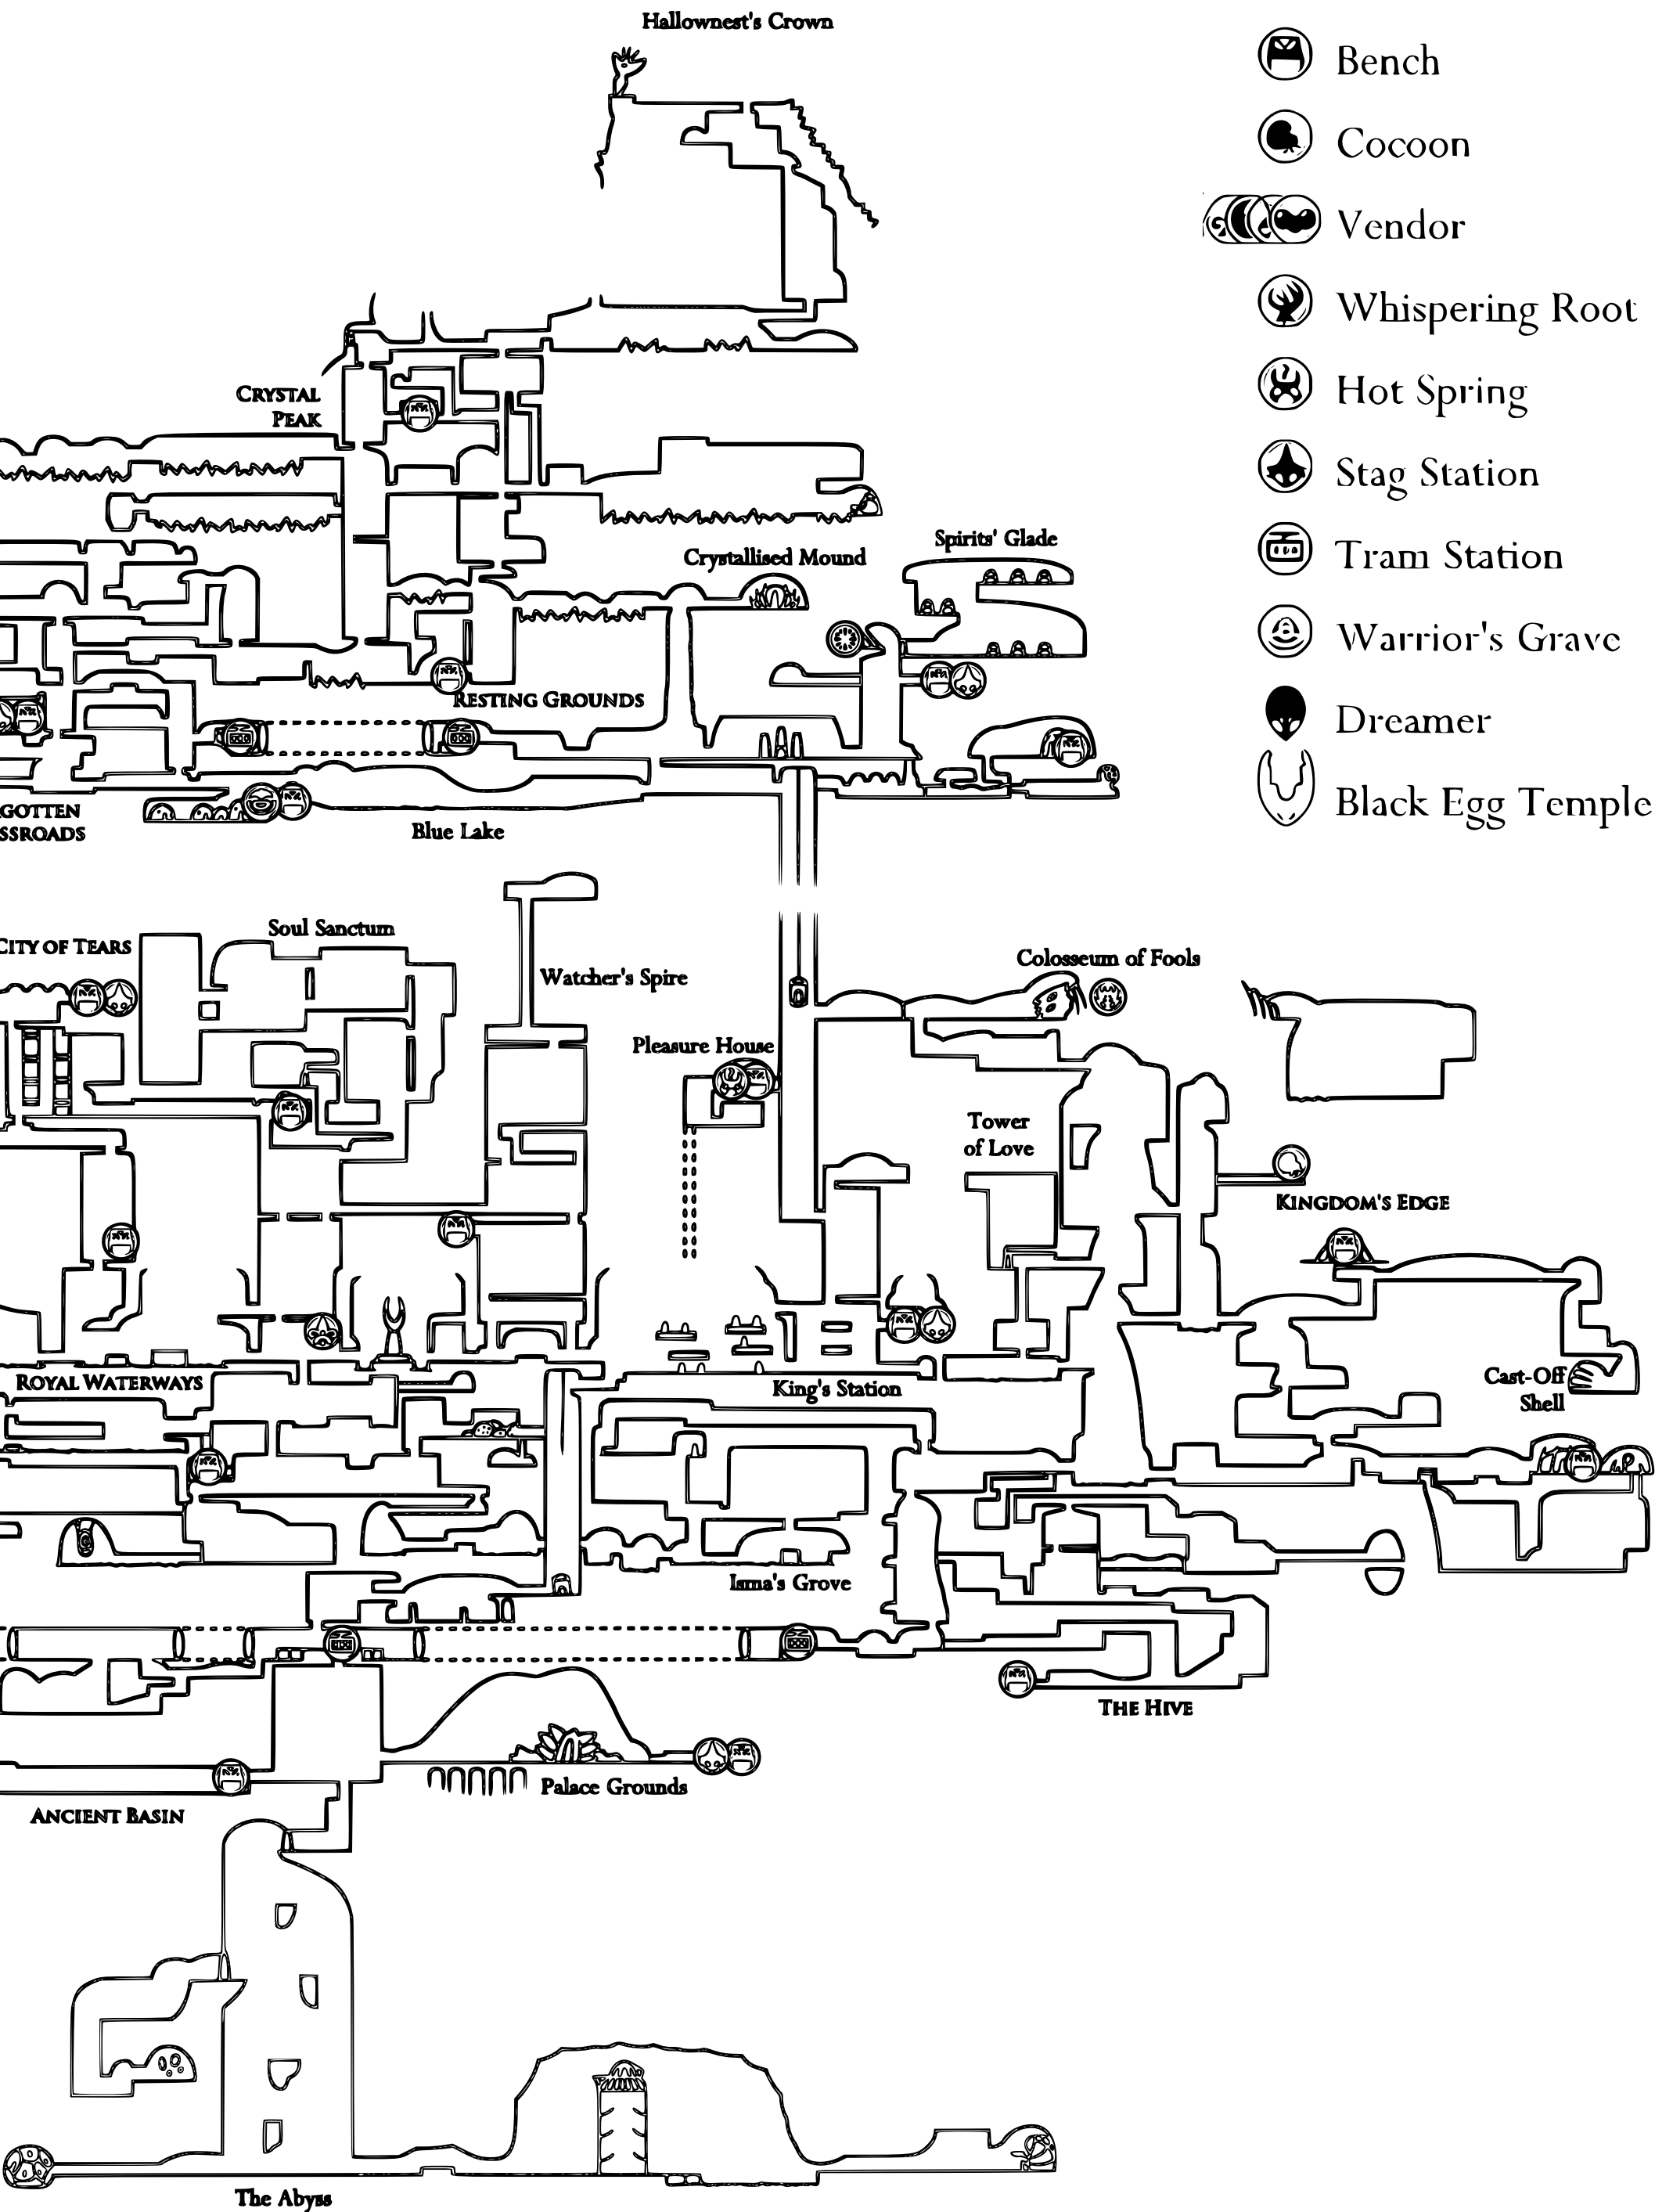 Hallownest's Crown
Bench
Cocoon
Vendor
Whispering Root
Hot Spring
Stag Station
Tram Station
Warrior's Grave
Dreamer
Black Egg Temple
CRYSTAL
PEAK
Crystallised Mound
Spirits' Glade
RESTING GROUNDS
GOTTEN
SSROADS
Blue Lake
CITY OF TEARS
Soul Sanctum
Watcher's Spire
Colosseum of Fools
Pleasure House
Tower
of Love
KINGDOM'S EDGE
ROYAL WATERWAYS
King's Station
Cast-Off
Shell
Isma's Grove
THE HIVE
Palace Grounds
ANCIENT BASIN
The Abyss